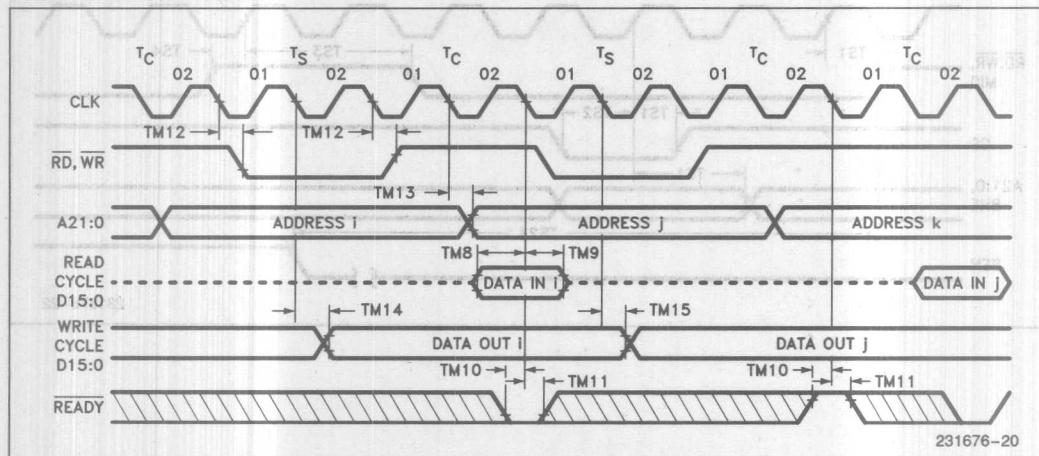 TC TS TC TS TC TC
02 01 02 01 02 01 02 01 02 01 02
CLK
TM12 TM12
RD, WR
TM13
A21:0 ADDRESS i ADDRESS j ADDRESS k
TM8 TM9
READ
CYCLE
D15:0
DATA IN i DATA IN j
TM14 TM15
WRITE
CYCLE
D15:0
DATA OUT i DATA OUT j
TM10 TM11 TM10 TM11
READY
231676-20